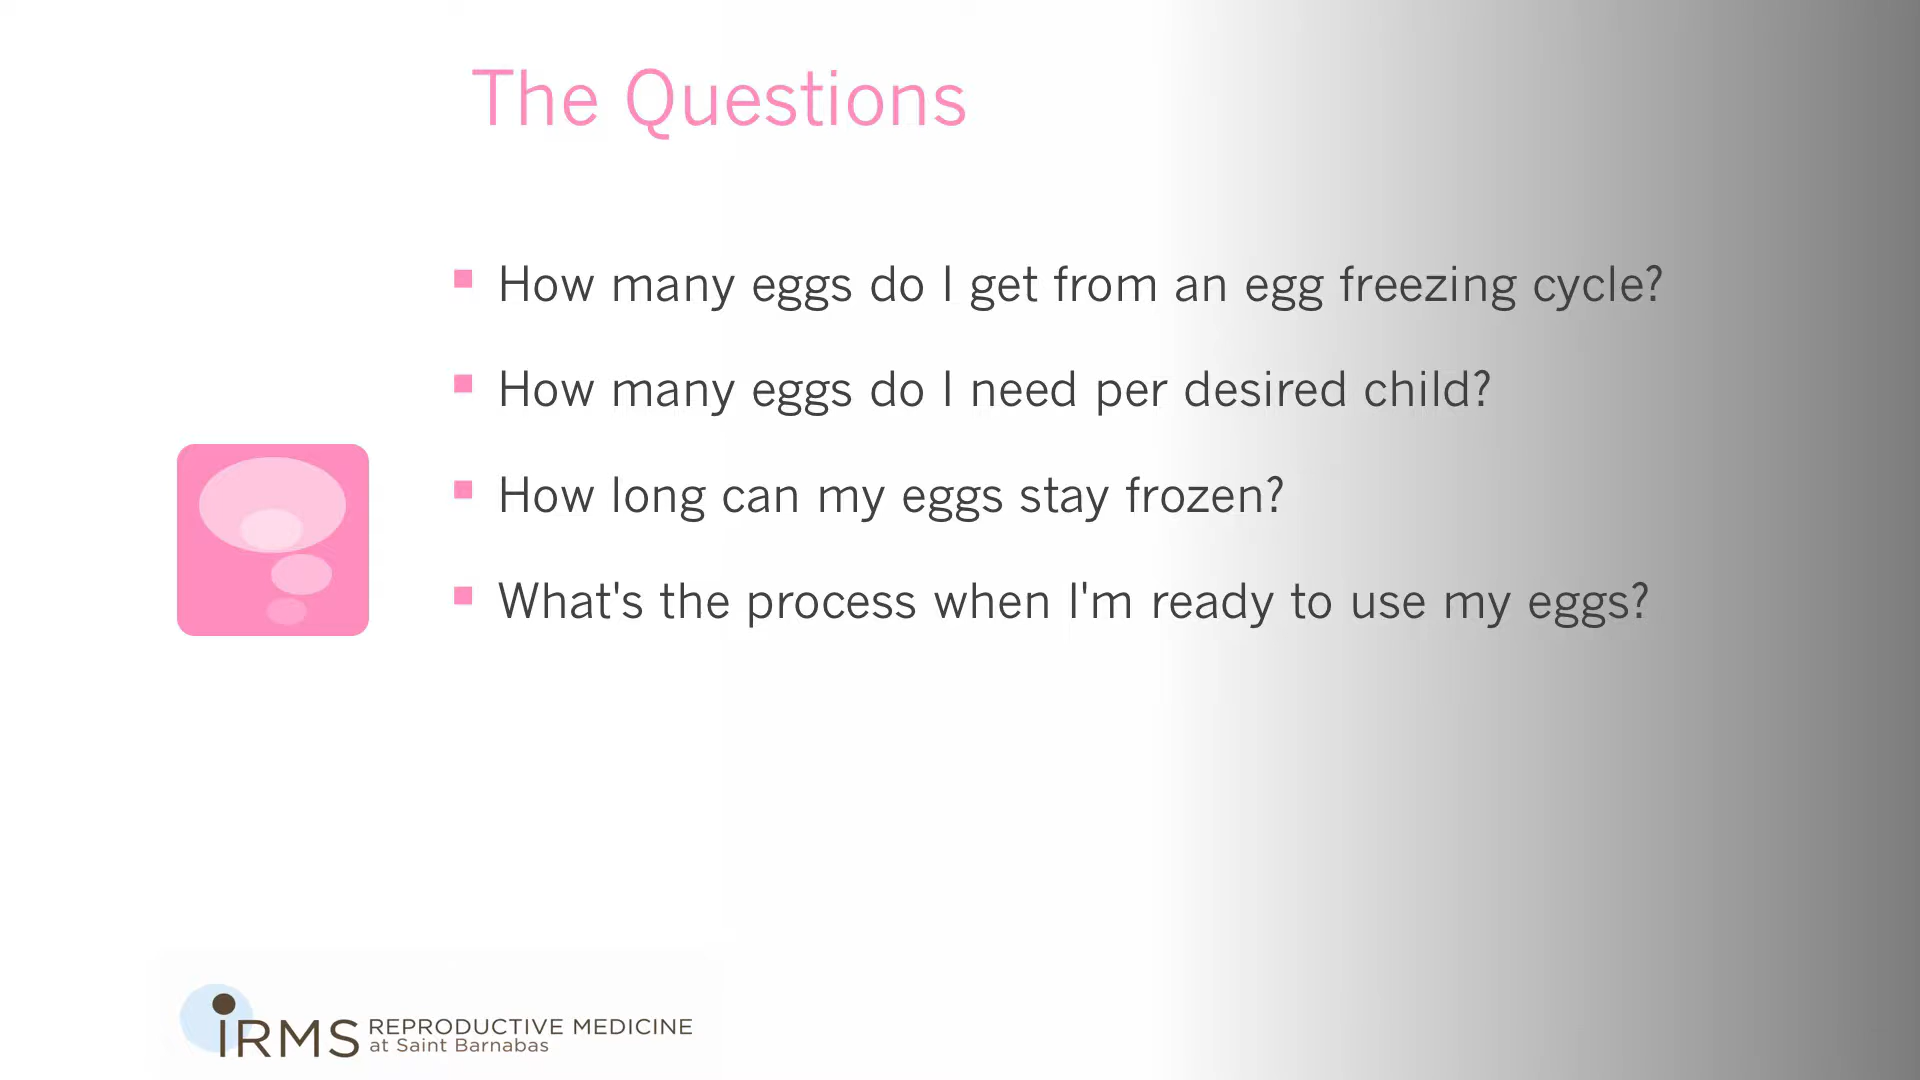 The Questions
How many eggs do I get from an egg freezing cycle?
How many eggs do I need per desired child?
How long can my eggs stay frozen?
What's the process when I'm ready to use my eggs?
iRMS REPRODUCTIVE MEDICINE
at Saint Barnabas